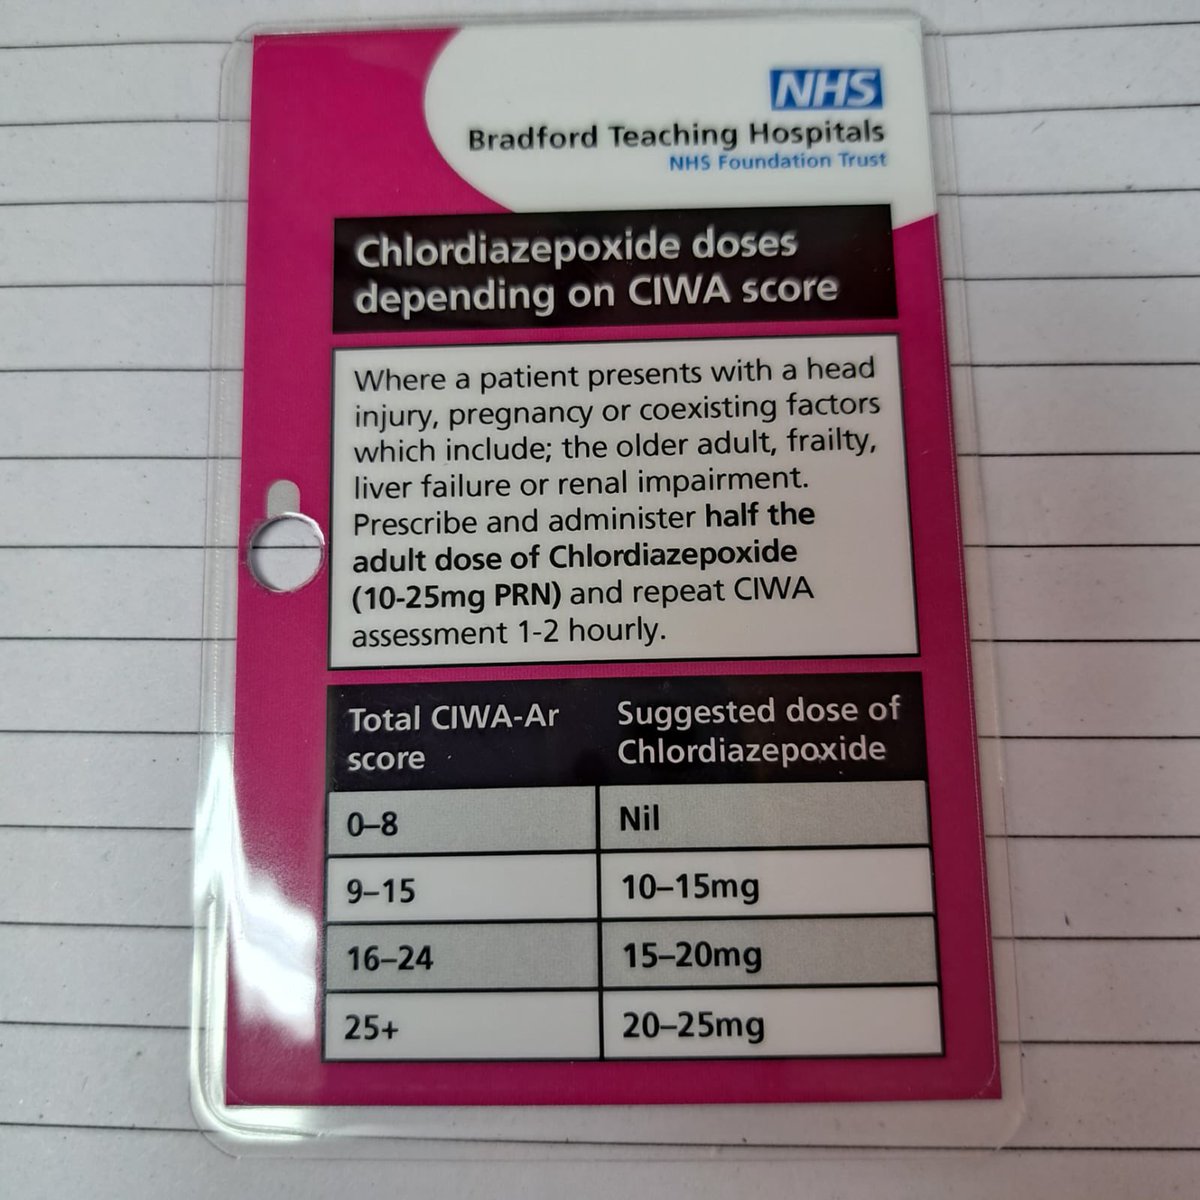 NHS
Bradford Teaching Hospitals
NHS Foundation Trust
Chlordiazepoxide doses
depending on CIWA score
Where a patient presents with a head
injury, pregnancy or coexisting factors
which include; the older adult, frailty,
liver failure or renal impairment.
Prescribe and administer half the
adult dose of Chlordiazepoxide
(10-25mg PRN) and repeat CIWA
assessment 1-2 hourly.
Total CIWA-Ar score Suggested dose of Chlordiazepoxide
0–8 Nil
9–15 10–15mg
16–24 15–20mg
25+ 20–25mg